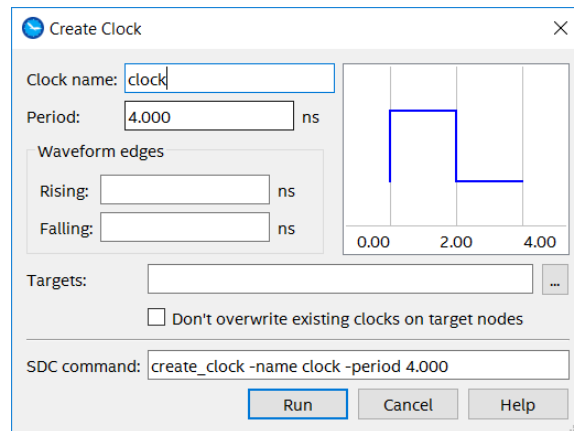 Create Clock
Clock name: clock
Period: 4.000 ns
Waveform edges
Rising: ns
Falling: ns
0.00 2.00 4.00
Targets: ...
Don't overwrite existing clocks on target nodes
SDC command: create_clock -name clock -period 4.000
Run Cancel Help